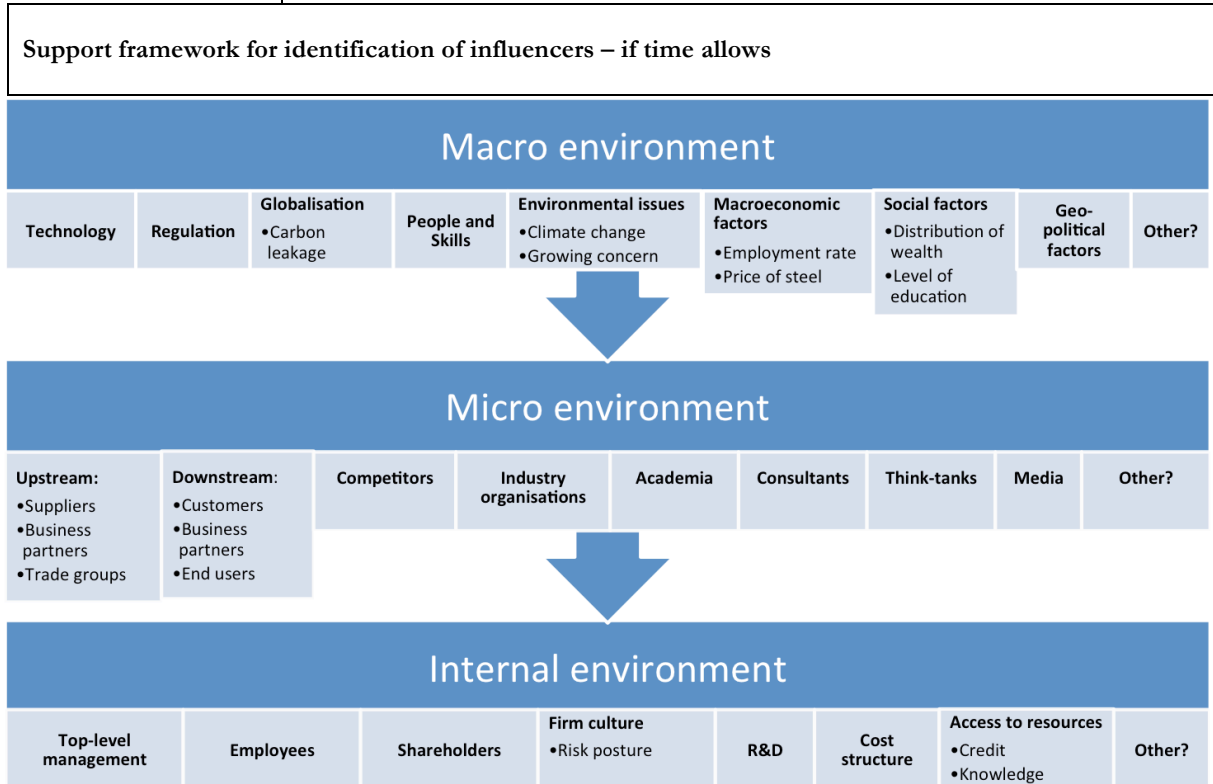 Support framework for identification of influencers – if time allows
Macro environment
Technology
Regulation
Globalisation
•Carbon
leakage
People and
Skills
Environmental issues
•Climate change
•Growing concern
Macroeconomic
factors
•Employment rate
•Price of steel
Social factors
•Distribution of
wealth
•Level of
education
Geo-
political
factors
Other?
Micro environment
Upstream:
•Suppliers
•Business
partners
•Trade groups
Downstream:
•Customers
•Business
partners
•End users
Competitors
Industry
organisations
Academia
Consultants
Think-tanks
Media
Other?
Internal environment
Top-level
management
Employees
Shareholders
Firm culture
•Risk posture
R&D
Cost
structure
Access to resources
•Credit
•Knowledge
Other?